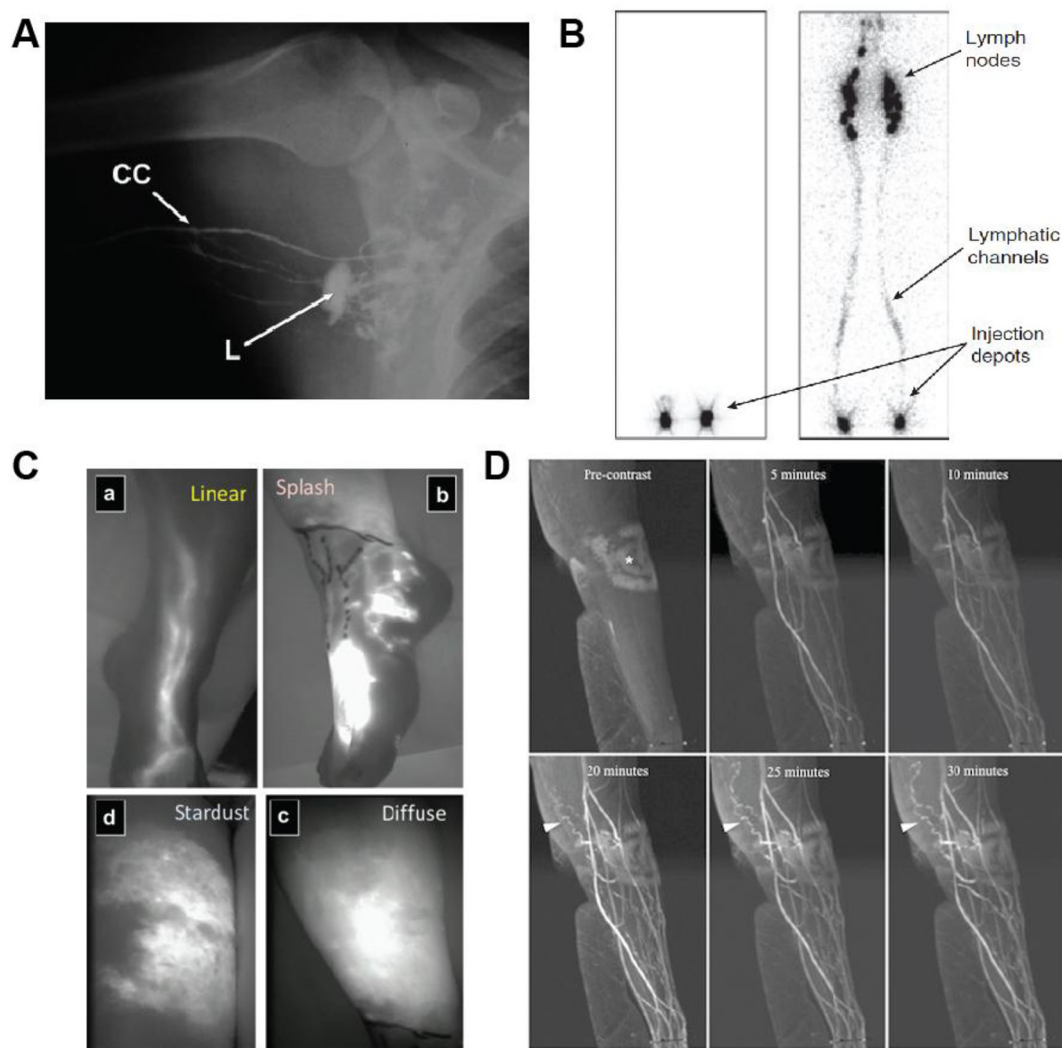 A
CC
L
B
Lymph
nodes
Lymphatic
channels
Injection
depots
C
a
Linear
Splash
b
d
Stardust
c
Diffuse
D
Pre-contrast
5 minutes
10 minutes
20 minutes
25 minutes
30 minutes